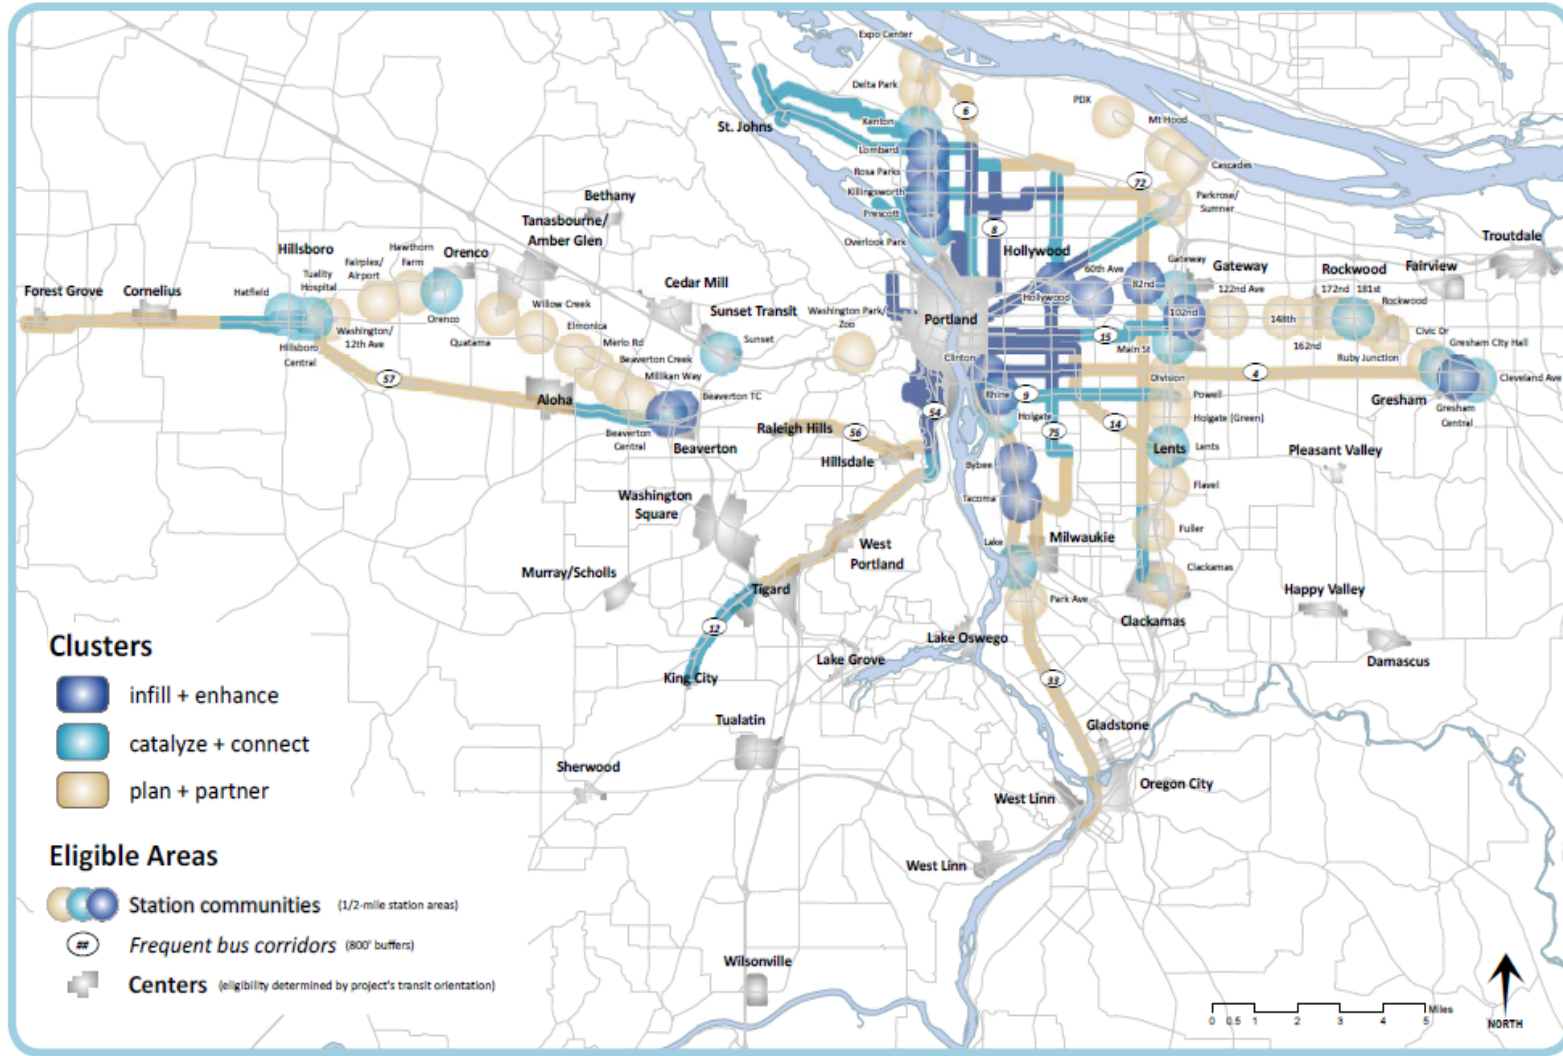 Expo Center
Delta Park
PDX
6
Mt Hood
Kenton
St. Johns
Lombard
Cascades
Rosa Parks
72
Killingsworth
Parkrose/
Sumner
Bethany
Prescott
Tanasbourne/
Amber Glen
8
Troutdale
Overlook Park
Hillsboro
Hawthorn
Farm
Orenco
Hollywood
Gateway
Gateway
Rockwood
Fairview
Tuality
Hospital
Fairplex/
Airport
60th Ave
Cedar Mill
82nd
122nd Ave
172nd
181st
Forest Grove
Cornelius
Hatfield
Hollywood
Rockwood
Willow Creek
Sunset Transit
Washington Park/
Zoo
102nd
Orenco
Portland
148th
Elmonica
Washington/
12th Ave
Sunset
15
Civic Dr
Quatama
Merlo Rd
Main St
162nd
Gresham City Hall
Hillsboro
Central
Beaverton Creek
Clinton
Ruby Junction
Millikan Way
57
Division
4
Cleveland Ave
Aloha
Beaverton TC
Rhine
9
Powell
Gresham
54
Holgate
Holgate (Green)
Gresham
Central
Raleigh Hills
56
75
14
Beaverton
Central
Beaverton
Lents
Lents
Pleasant Valley
Hillsdale
Bybee
Flavel
Washington
Square
Tacoma
Fuller
Lake
Milwaukie
West
Portland
Clackamas
Murray/Scholls
Tigard
Happy Valley
Park Ave
Clackamas
12
Lake Oswego
Lake Grove
Damascus
King City
33
Tualatin
Gladstone
Sherwood
Oregon City
West Linn
West Linn
Wilsonville
Clusters
infill + enhance
catalyze + connect
plan + partner
Eligible Areas
Station communities (1/2-mile station areas)
## Frequent bus corridors (800' buffers)
Centers (eligibility determined by project's transit orientation)
0 0.5 1 2 3 4 5 Miles
NORTH